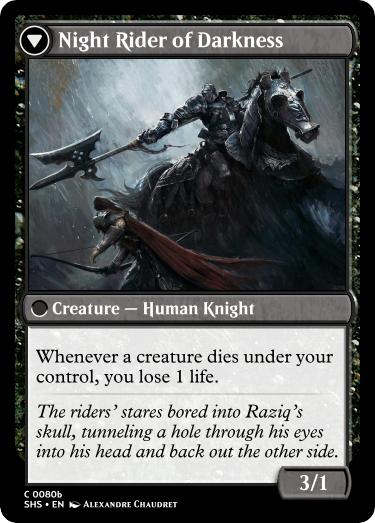 Night Rider of Darkness
Creature — Human Knight
Whenever a creature dies under your
control, you lose 1 life.
The riders' stares bored into Raziq's
skull, tunneling a hole through his eyes
into his head and back out the other side.
3/1
C 0080b
SHS • EN Alexandre Chaudret